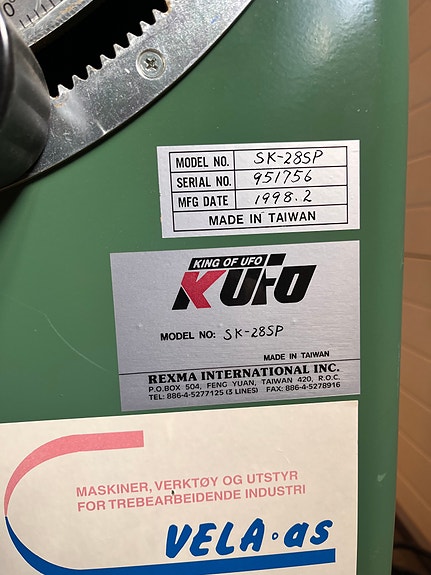 0°
MODEL NO. SK-28SP
SERIAL NO. 951756
MFG DATE 1998.2
MADE IN TAIWAN
KING OF UFO
KUFO
MODEL NO: SK-28SP
MADE IN TAIWAN
REXMA INTERNATIONAL INC.
P.O.BOX 504, FENG YUAN, TAIWAN 420, R.O.C.
TEL: 886-4-5277125 (3 LINES) FAX: 886-4-5278916
MASKINER, VERKTØY OG UTSTYR
FOR TREBEARBEIDENDE INDUSTRI
VELA·as